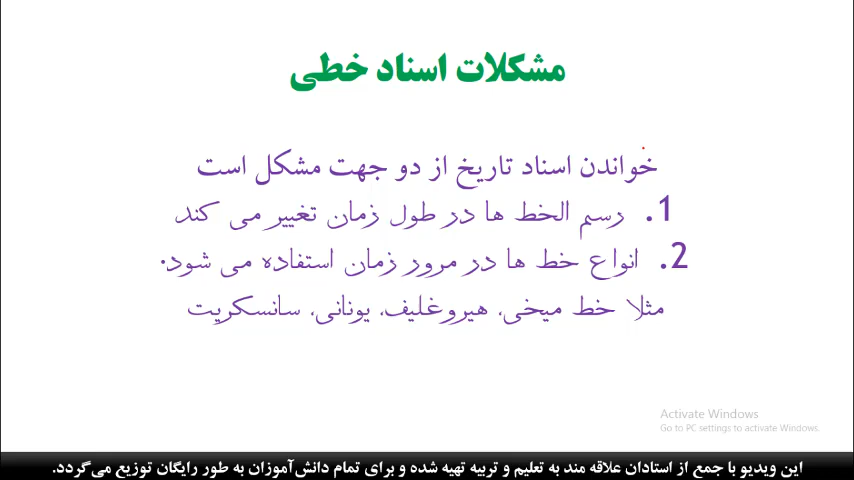 مشکلات اسناد خطی
خواندن اسناد تاریخ از دو جهت مشکل است
1. رسم الخط ها در طول زمان تغییر می کند
2. انواع خط ها در مرور زمان استفاده می شود.
مثلا خط میخی، هیروغلیف، یونانی، سانسکریت
Activate Windows
Go to PC settings to activate Windows.
این ویدیو با جمع از استادان علاقه مند به تعلیم و تربیه تهیه شده و برای تمام دانش‌آموزان به طور رایگان توزیع می‌گردد.